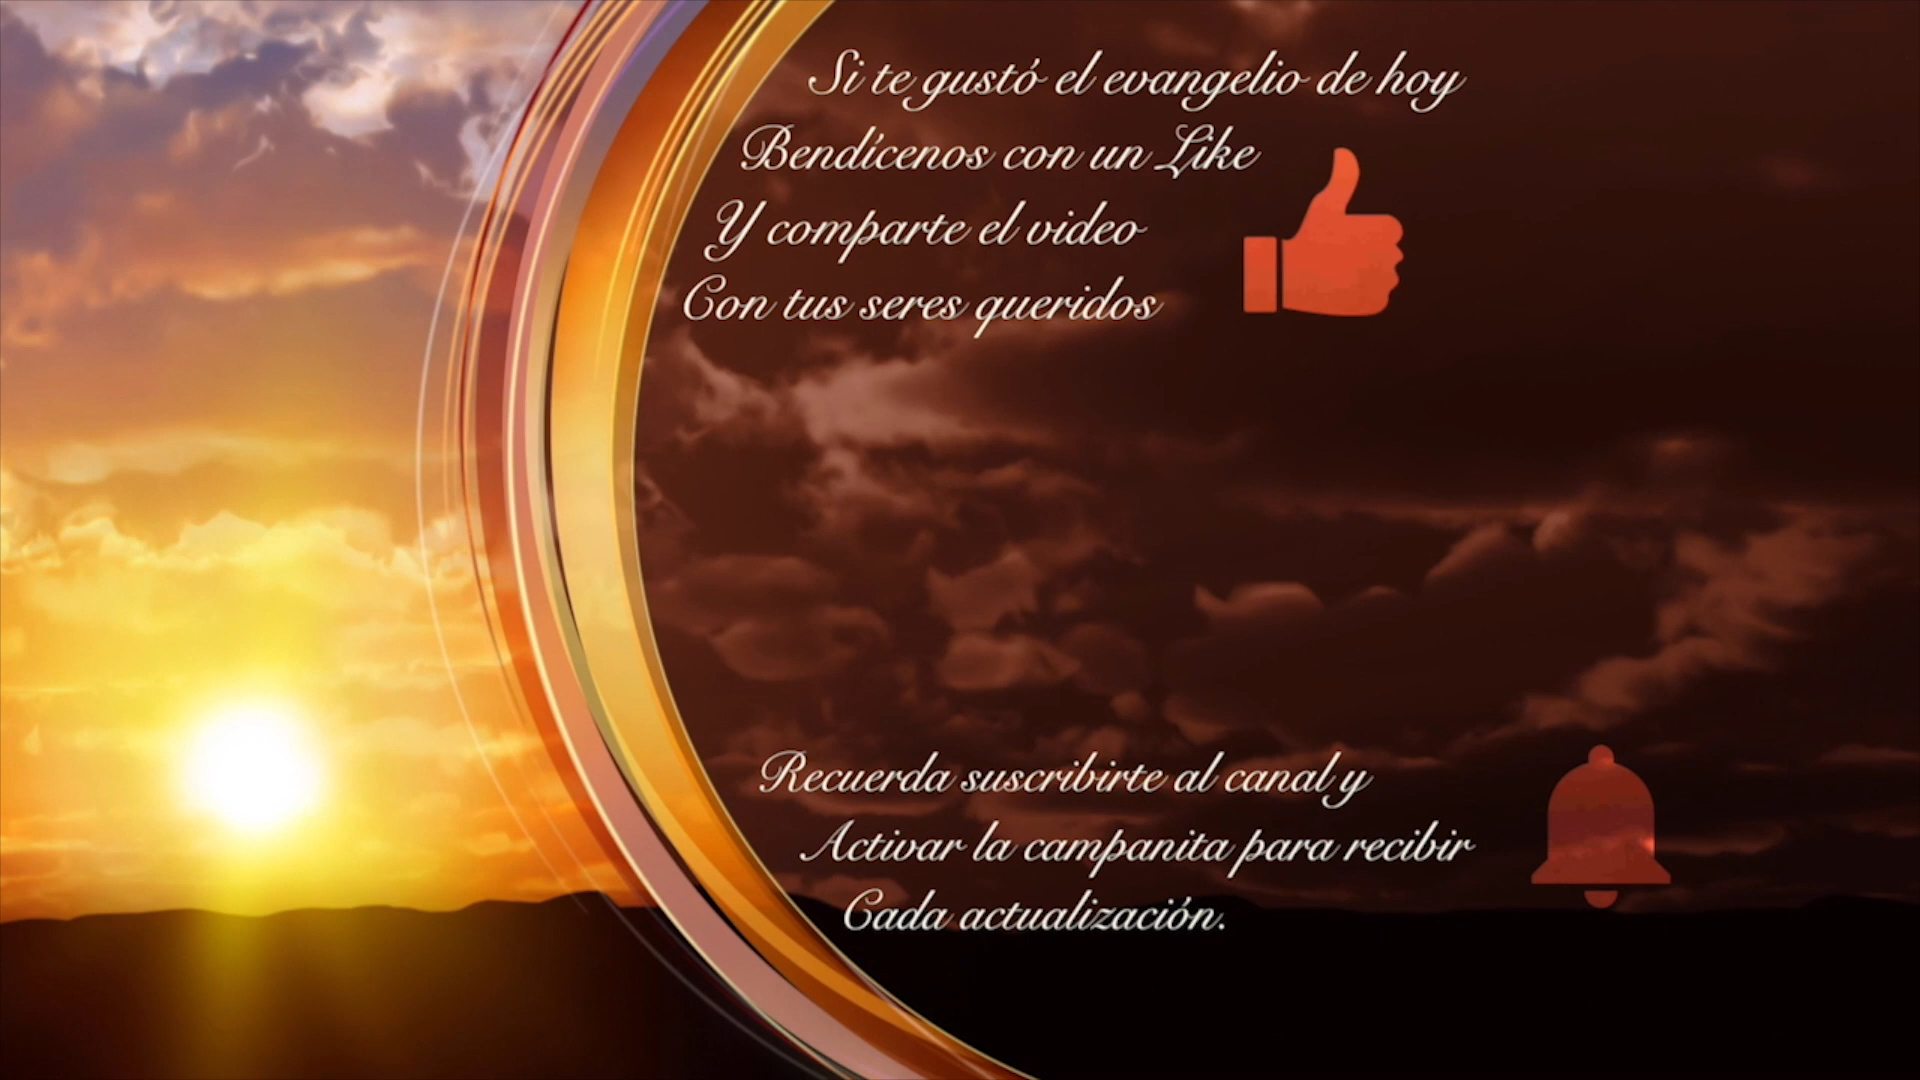 Si te gustó el evangelio de hoy
Bendícenos con un Like
Y comparte el video
Con tus seres queridos
Recuerda suscribirte al canal y
Activar la campanita para recibir
Cada actualización.